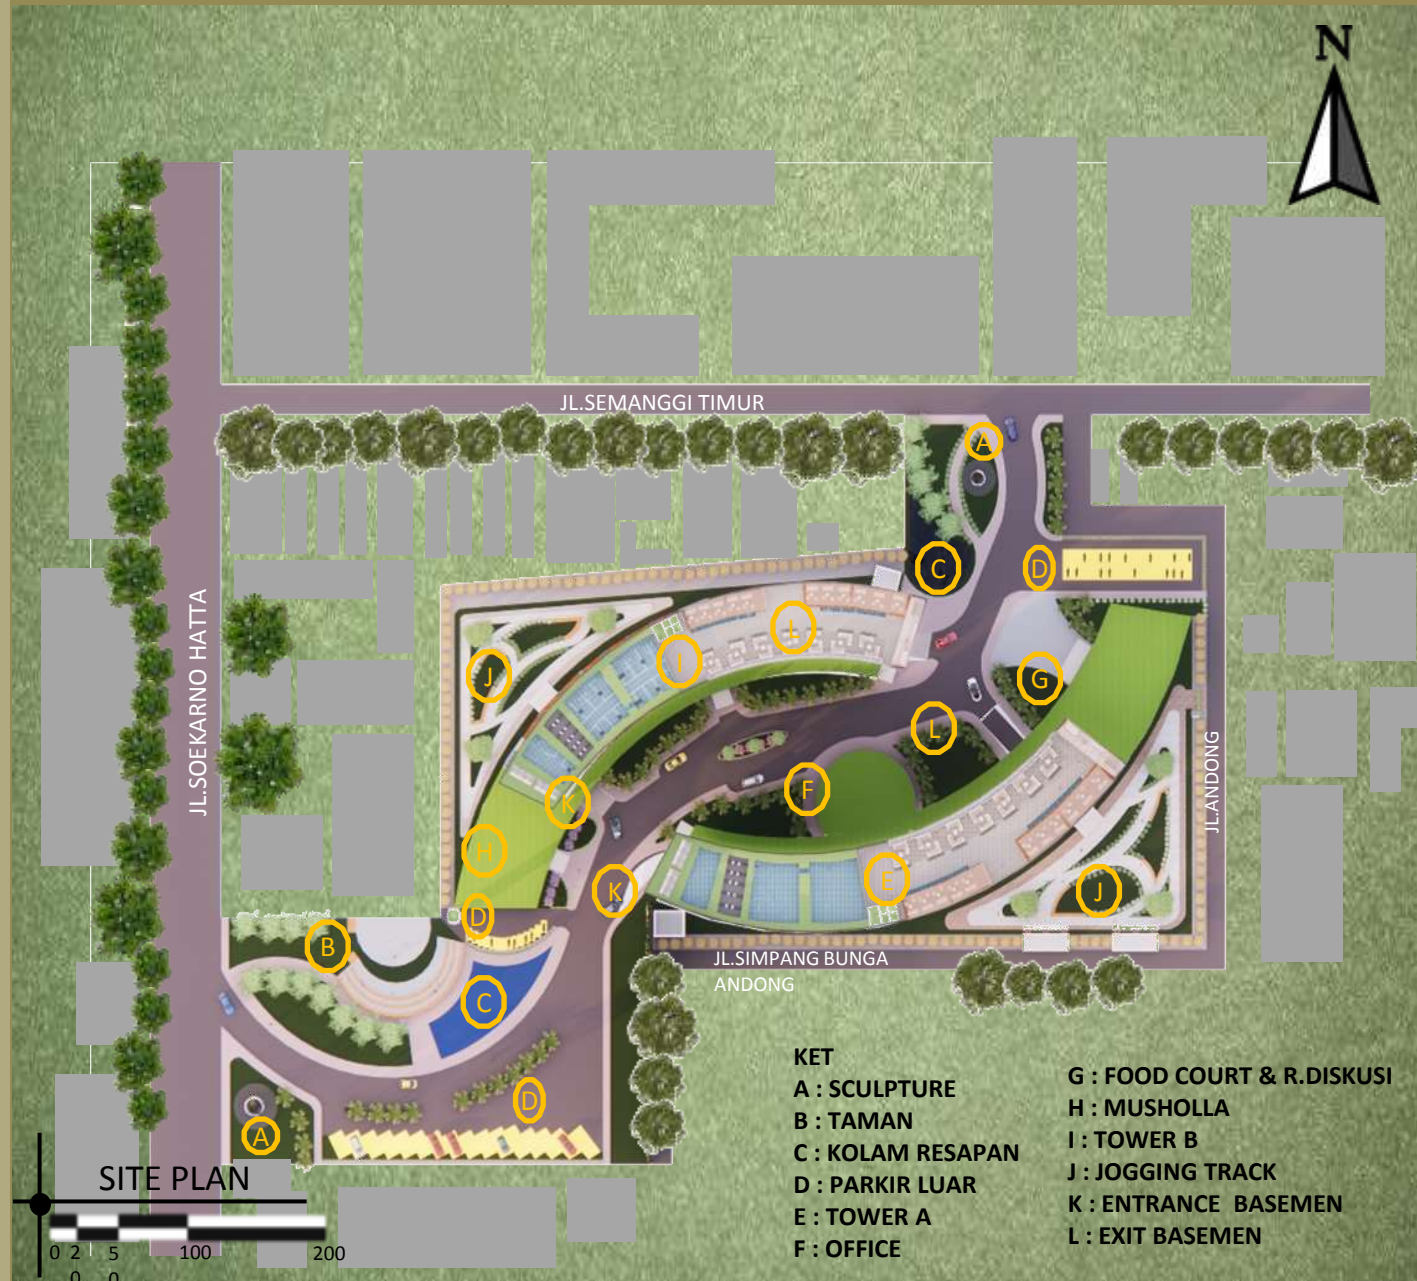 N
JL.SEMANGGI TIMUR
A
C
D
JL.SOEKARNO HATTA
L
I
J
G
L
JL.ANDONG
F
K
H
E
K
J
D
B
JL.SIMPANG BUNGA
ANDONG
C
D
A
KET
A : SCULPTURE
B : TAMAN
C : KOLAM RESAPAN
D : PARKIR LUAR
E : TOWER A
F : OFFICE
G : FOOD COURT & R.DISKUSI
H : MUSHOLLA
I : TOWER B
J : JOGGING TRACK
K : ENTRANCE  BASEMEN
L : EXIT BASEMEN
SITE PLAN
0 2 5 100 200
0 0